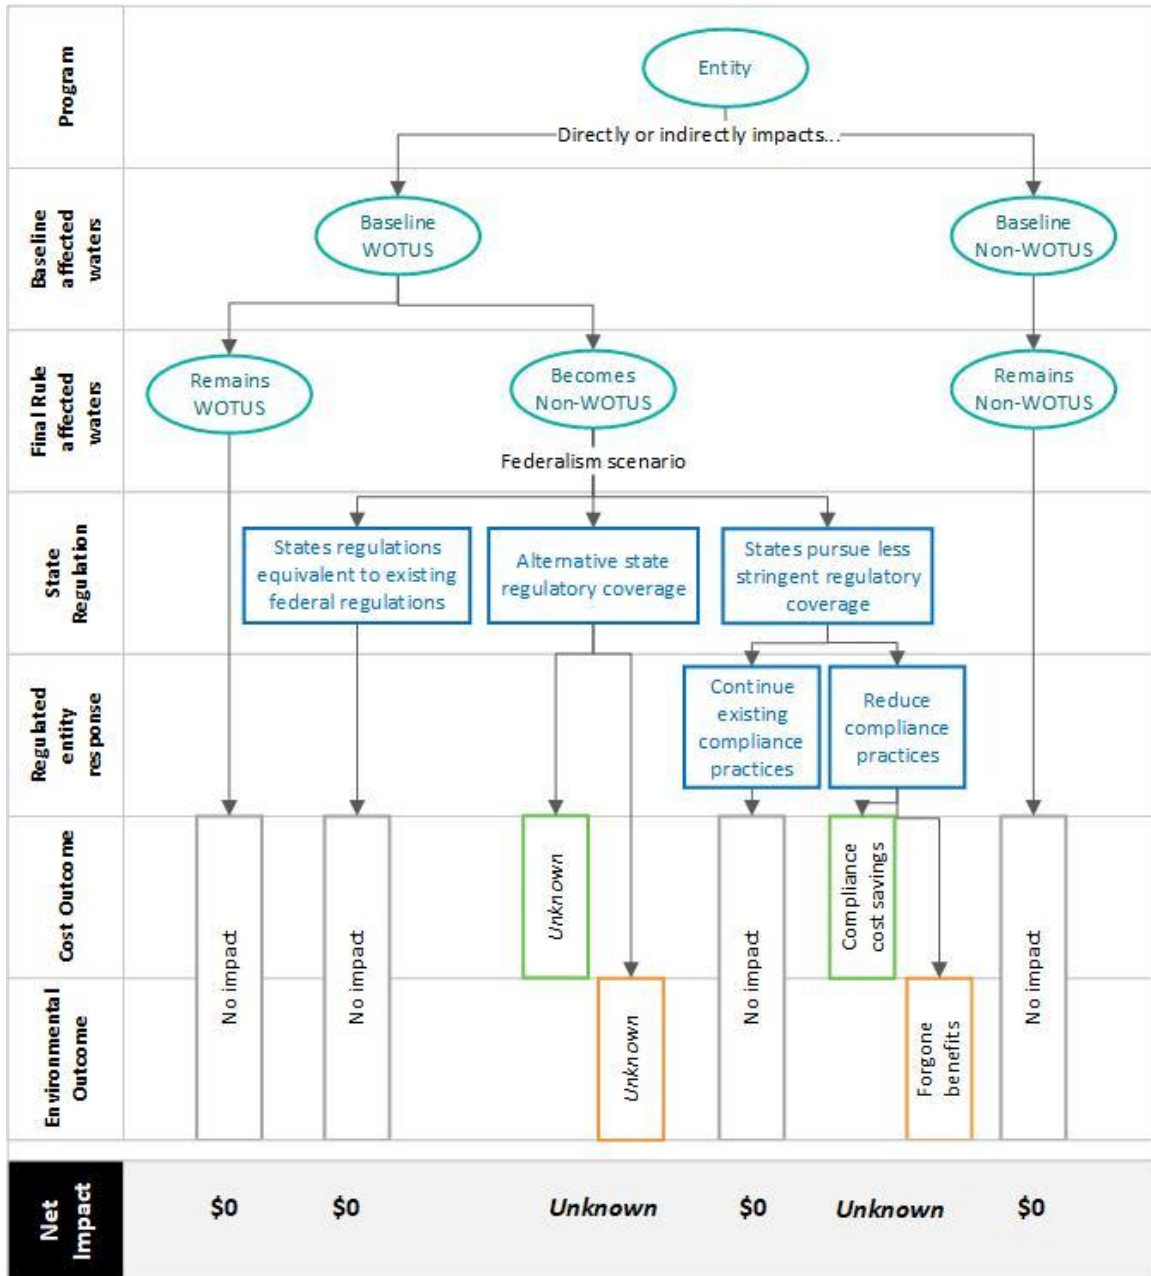 Program
Entity
Directly or indirectly impacts...
Baseline
affected
waters
Baseline
WOTUS
Baseline
Non-WOTUS
Final Rule
affected
waters
Remains
WOTUS
Becomes
Non-WOTUS
Remains
Non-WOTUS
Federalism scenario
State
Regulation
States regulations
equivalent to existing
federal regulations
Alternative state
regulatory coverage
States pursue less
stringent regulatory
coverage
Regulated
entity
response
Continue
existing
compliance
practices
Reduce
compliance
practices
Cost Outcome
Environmental
Outcome
No impact
No impact
Unknown
Unknown
No impact
Compliance
cost savings
Forgone
benefits
No impact
Net
Impact
$0
$0
Unknown
$0
Unknown
$0